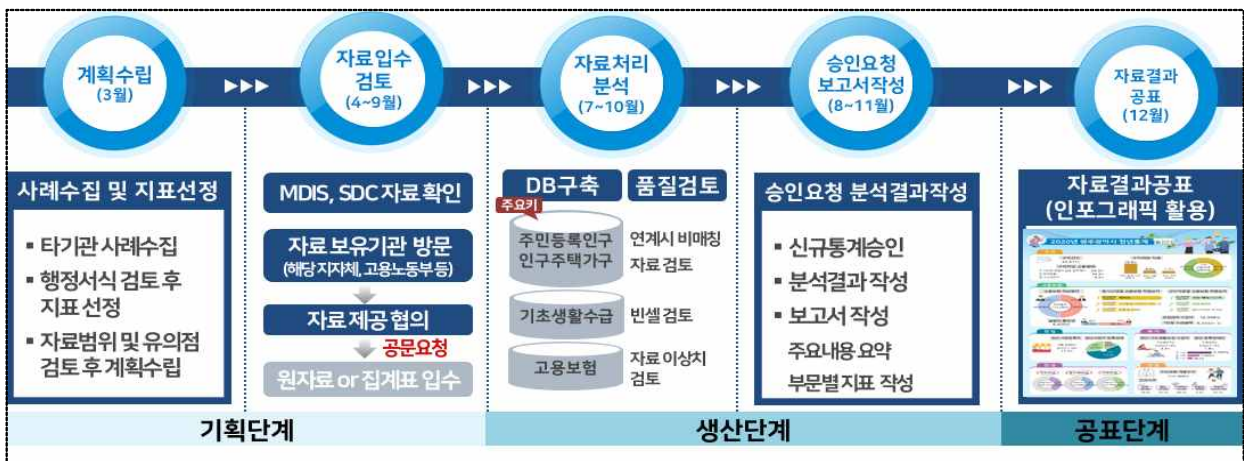 계획수립
(3월)
▶▶▶
자료입수
검토
(4~9월)
▶▶▶
자료처리
분석
(7~10월)
▶▶▶
승인요청
보고서작성
(8~11월)
▶▶▶
자료결과
공표
(12월)
사례수집 및 지표선정
▪ 타기관 사례수집
▪ 행정서식 검토 후
지표 선정
▪ 자료범위 및 유의점
검토 후 계획수립
MDIS, SDC 자료 확인
자료 보유기관 방문
(해당 지자체, 고용노동부 등)
자료 제공 협의
공문요청
원자료 or 집계표 입수
DB구축
품질검토
주요키
주민등록인구
인구주택가구
연계시 비매칭
자료 검토
기초생활수급
빈셀 검토
고용보험
자료 이상치
검토
승인요청 분석결과작성
▪ 신규통계승인
▪ 분석결과 작성
▪ 보고서 작성
주요내용 요약
부문별 지표 작성
자료결과공표
(인포그래픽 활용)
기획단계
생산단계
공표단계